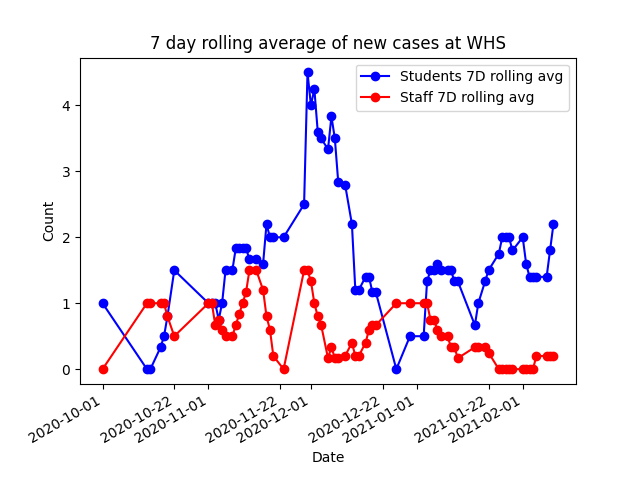 7 day rolling average of new cases at WHS
Students 7D rolling avg
Staff 7D rolling avg
Count
4
3
2
1
0
2020-10-01
2020-10-22
2020-11-01
2020-11-22
2020-12-01
2020-12-22
2021-01-01
2021-01-22
2021-02-01
Date